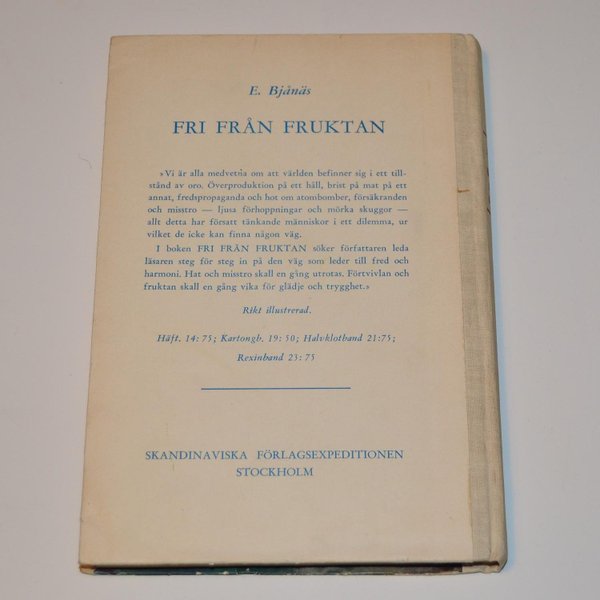 E. Bjånäs
FRI FRÅN FRUKTAN
»Vi är alla medvetna om att världen befinner sig i ett till-
stånd av oro. Överproduktion på ett håll, brist på mat på ett
annat, fredspropaganda och hot om atombomber, försäkranden
och misstro — ljusa förhoppningar och mörka skuggor —
allt detta har försatt tänkande människor i ett dilemma, ur
vilket de icke kan finna någon väg.
I boken FRI FRÅN FRUKTAN söker författaren leda
läsaren steg för steg in på den väg som leder till fred och
harmoni. Hat och misstro skall en gång utrotas. Förtvivlan och
fruktan skall en gång vika för glädje och trygghet.»
Rikt illustrerad.
Häft. 14:75; Kartongb. 19:50; Halvklotband 21:75;
Rexinband 23:75
SKANDINAVISKA FÖRLAGSEXPEDITIONEN
STOCKHOLM